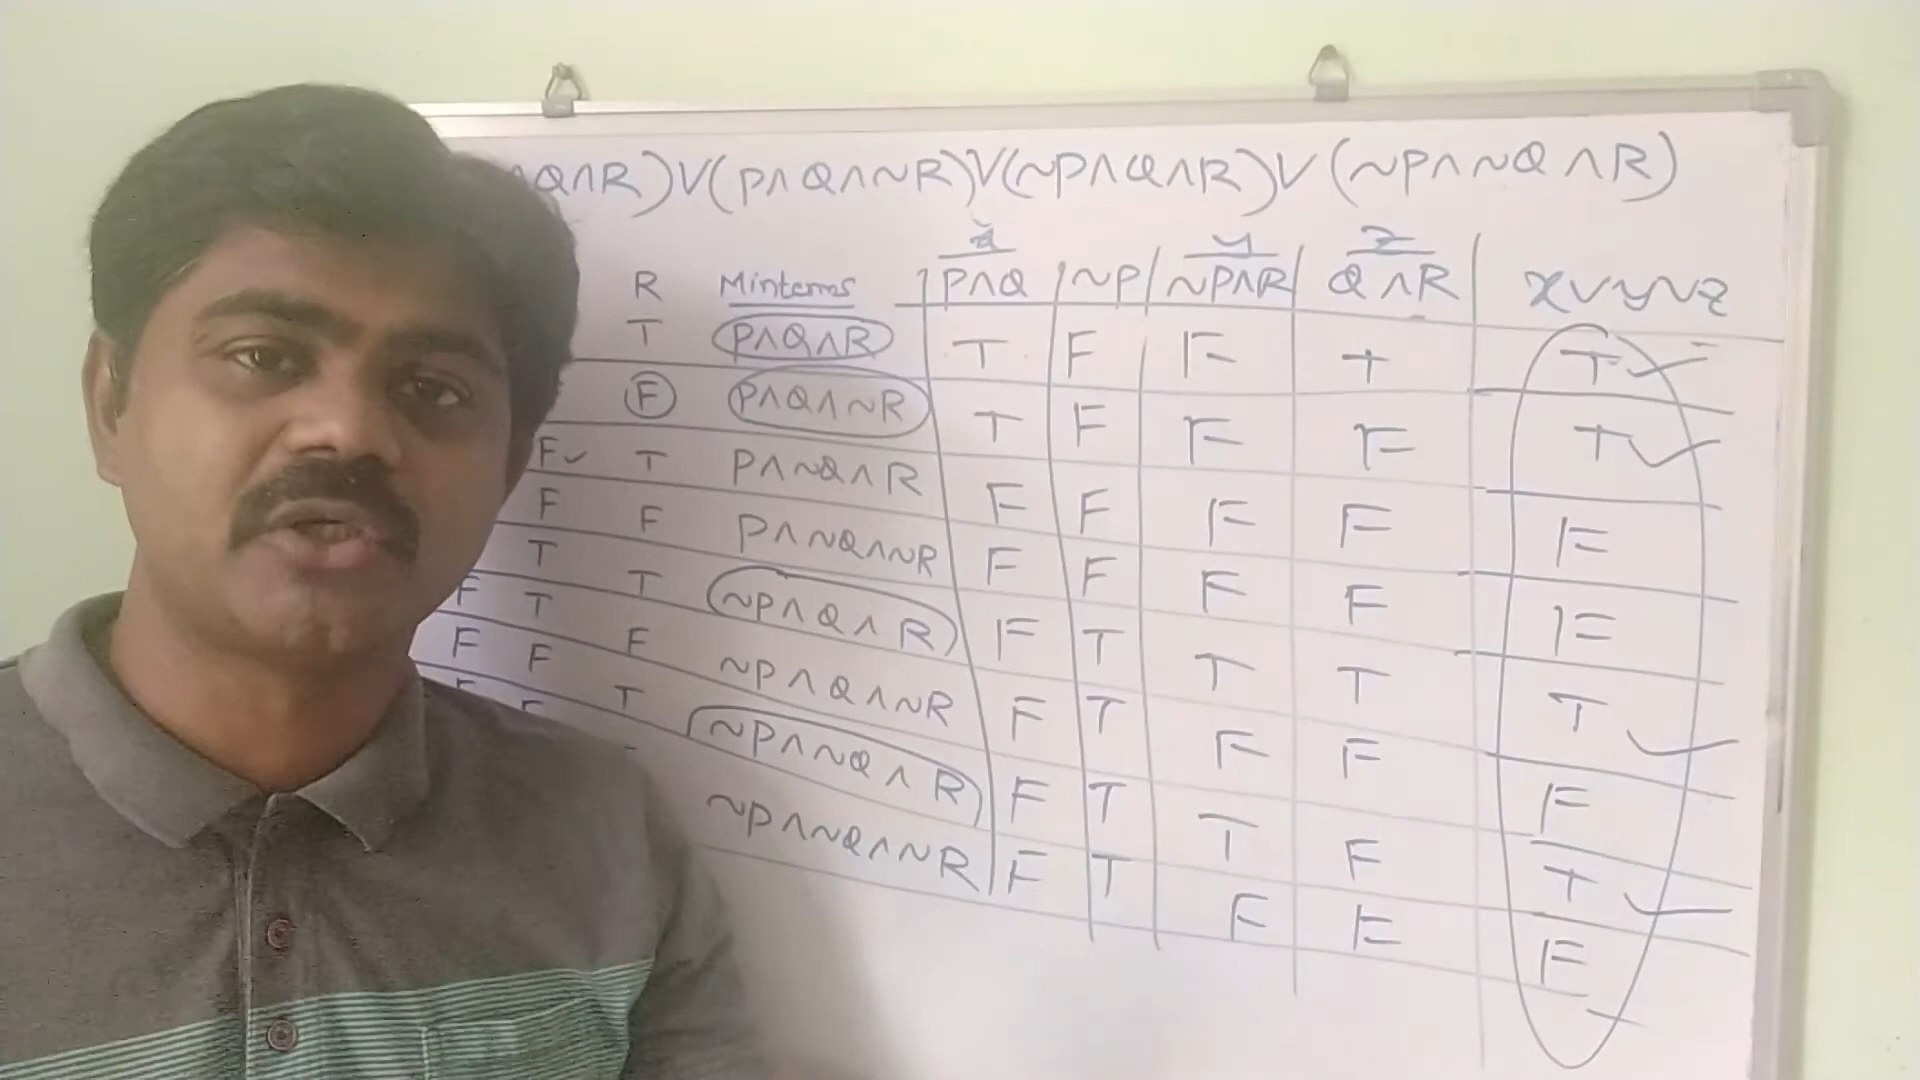 Q∧R)∨(P∧Q∧~R)∨(~P∧Q∧R)∨(~P∧~Q∧R)
x y z
R Minterms P∧Q ~P ~P∧R Q∧R x∨y∨z
T P∧Q∧R T F F T T ✓
F P∧Q∧~R T F F F T ✓
F ✓ T P∧~Q∧R F F F F F
F F P∧~Q∧~R F F F F F
T T ~P∧Q∧R F T T T T ✓
F T F ~P∧Q∧~R F T F F F
F F T ~P∧~Q∧R F T T F T ✓
~P∧~Q∧~R F T F F F